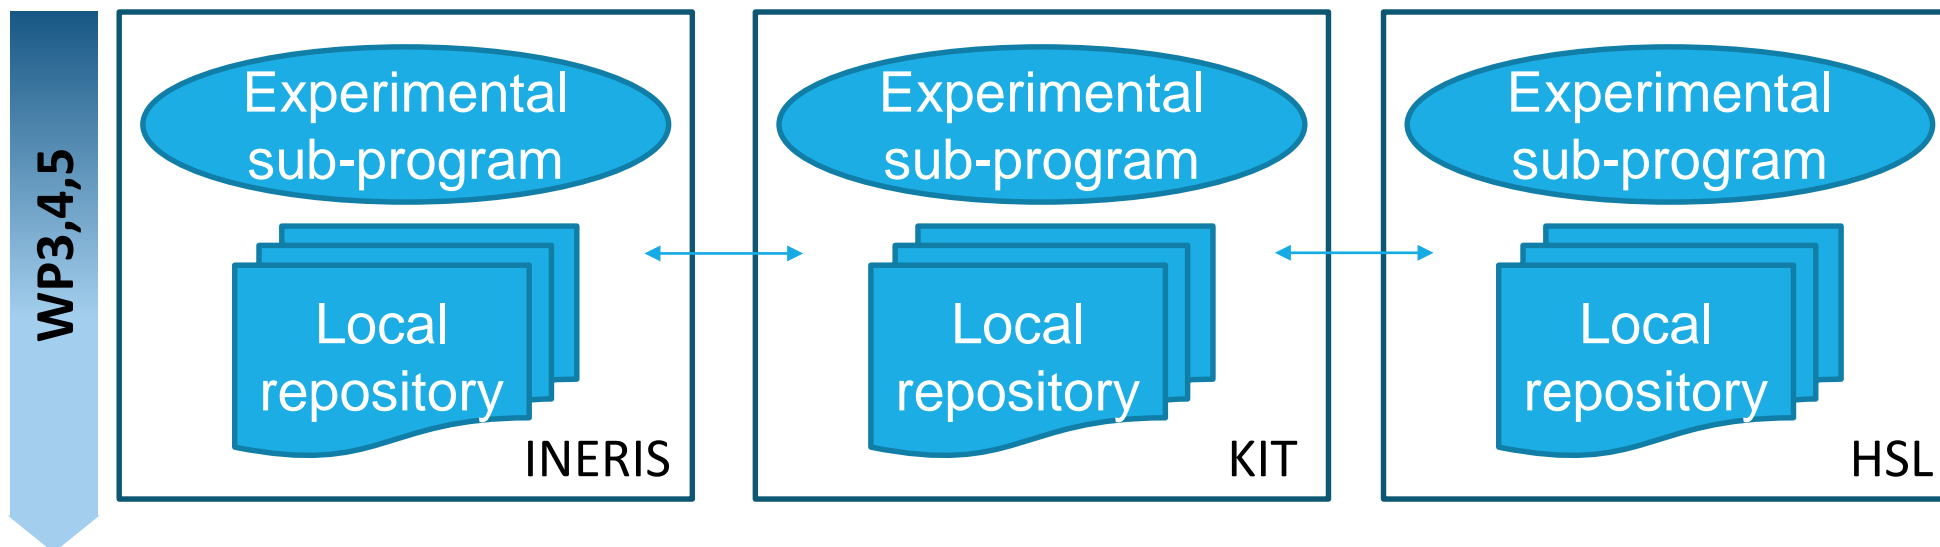 WP3,4,5
Experimental
sub-program
Local
repository
INERIS
Experimental
sub-program
Local
repository
KIT
Experimental
sub-program
Local
repository
HSL